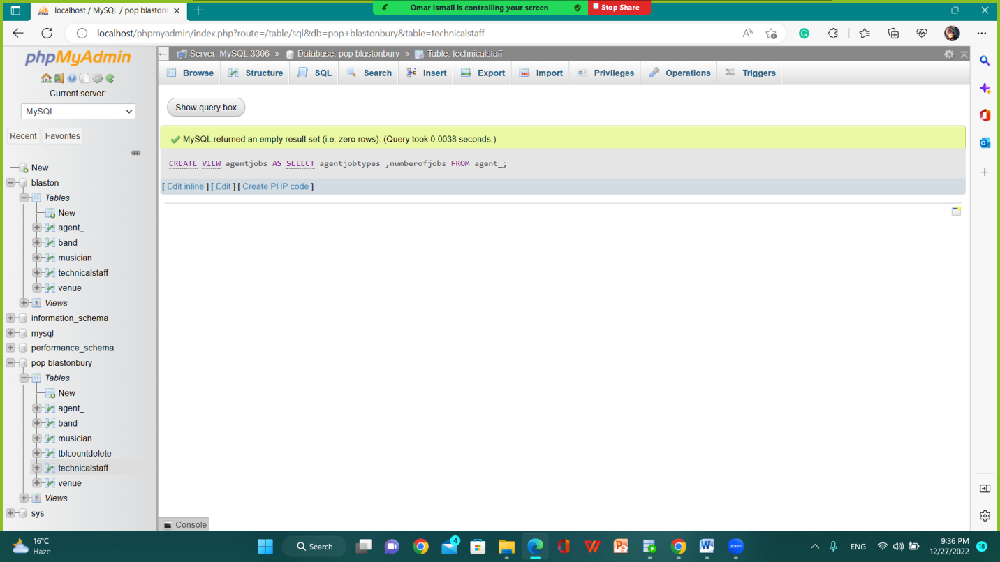 localhost / MySQL / pop blastonl
Omar Ismail is controlling your screen
Stop Share
localhost/phpmyadmin/index.php?route=/table/sql&db=pop+blastonbury&table=technicalstaff
phpMyAdmin
Current server:
MySQL
Recent Favorites
New
blaston
Tables
New
agent_
band
musician
technicalstaff
venue
Views
information_schema
mysql
performance_schema
pop blastonbury
Tables
New
agent_
band
musician
tblcountdelete
technicalstaff
venue
Views
sys
Server: MySQL:3306 » Database: pop blastonbury » Table: technicalstaff
Browse Structure SQL Search Insert Export Import Privileges Operations Triggers
Show query box
MySQL returned an empty result set (i.e. zero rows). (Query took 0.0038 seconds.)
CREATE VIEW agentjobs AS SELECT agentjobtypes ,numberofjobs FROM agent_;
[ Edit inline ] [ Edit ] [ Create PHP code ]
Console
16°C
Haze
Search
4
zoom
ENG
9:36 PM
12/27/2022
18